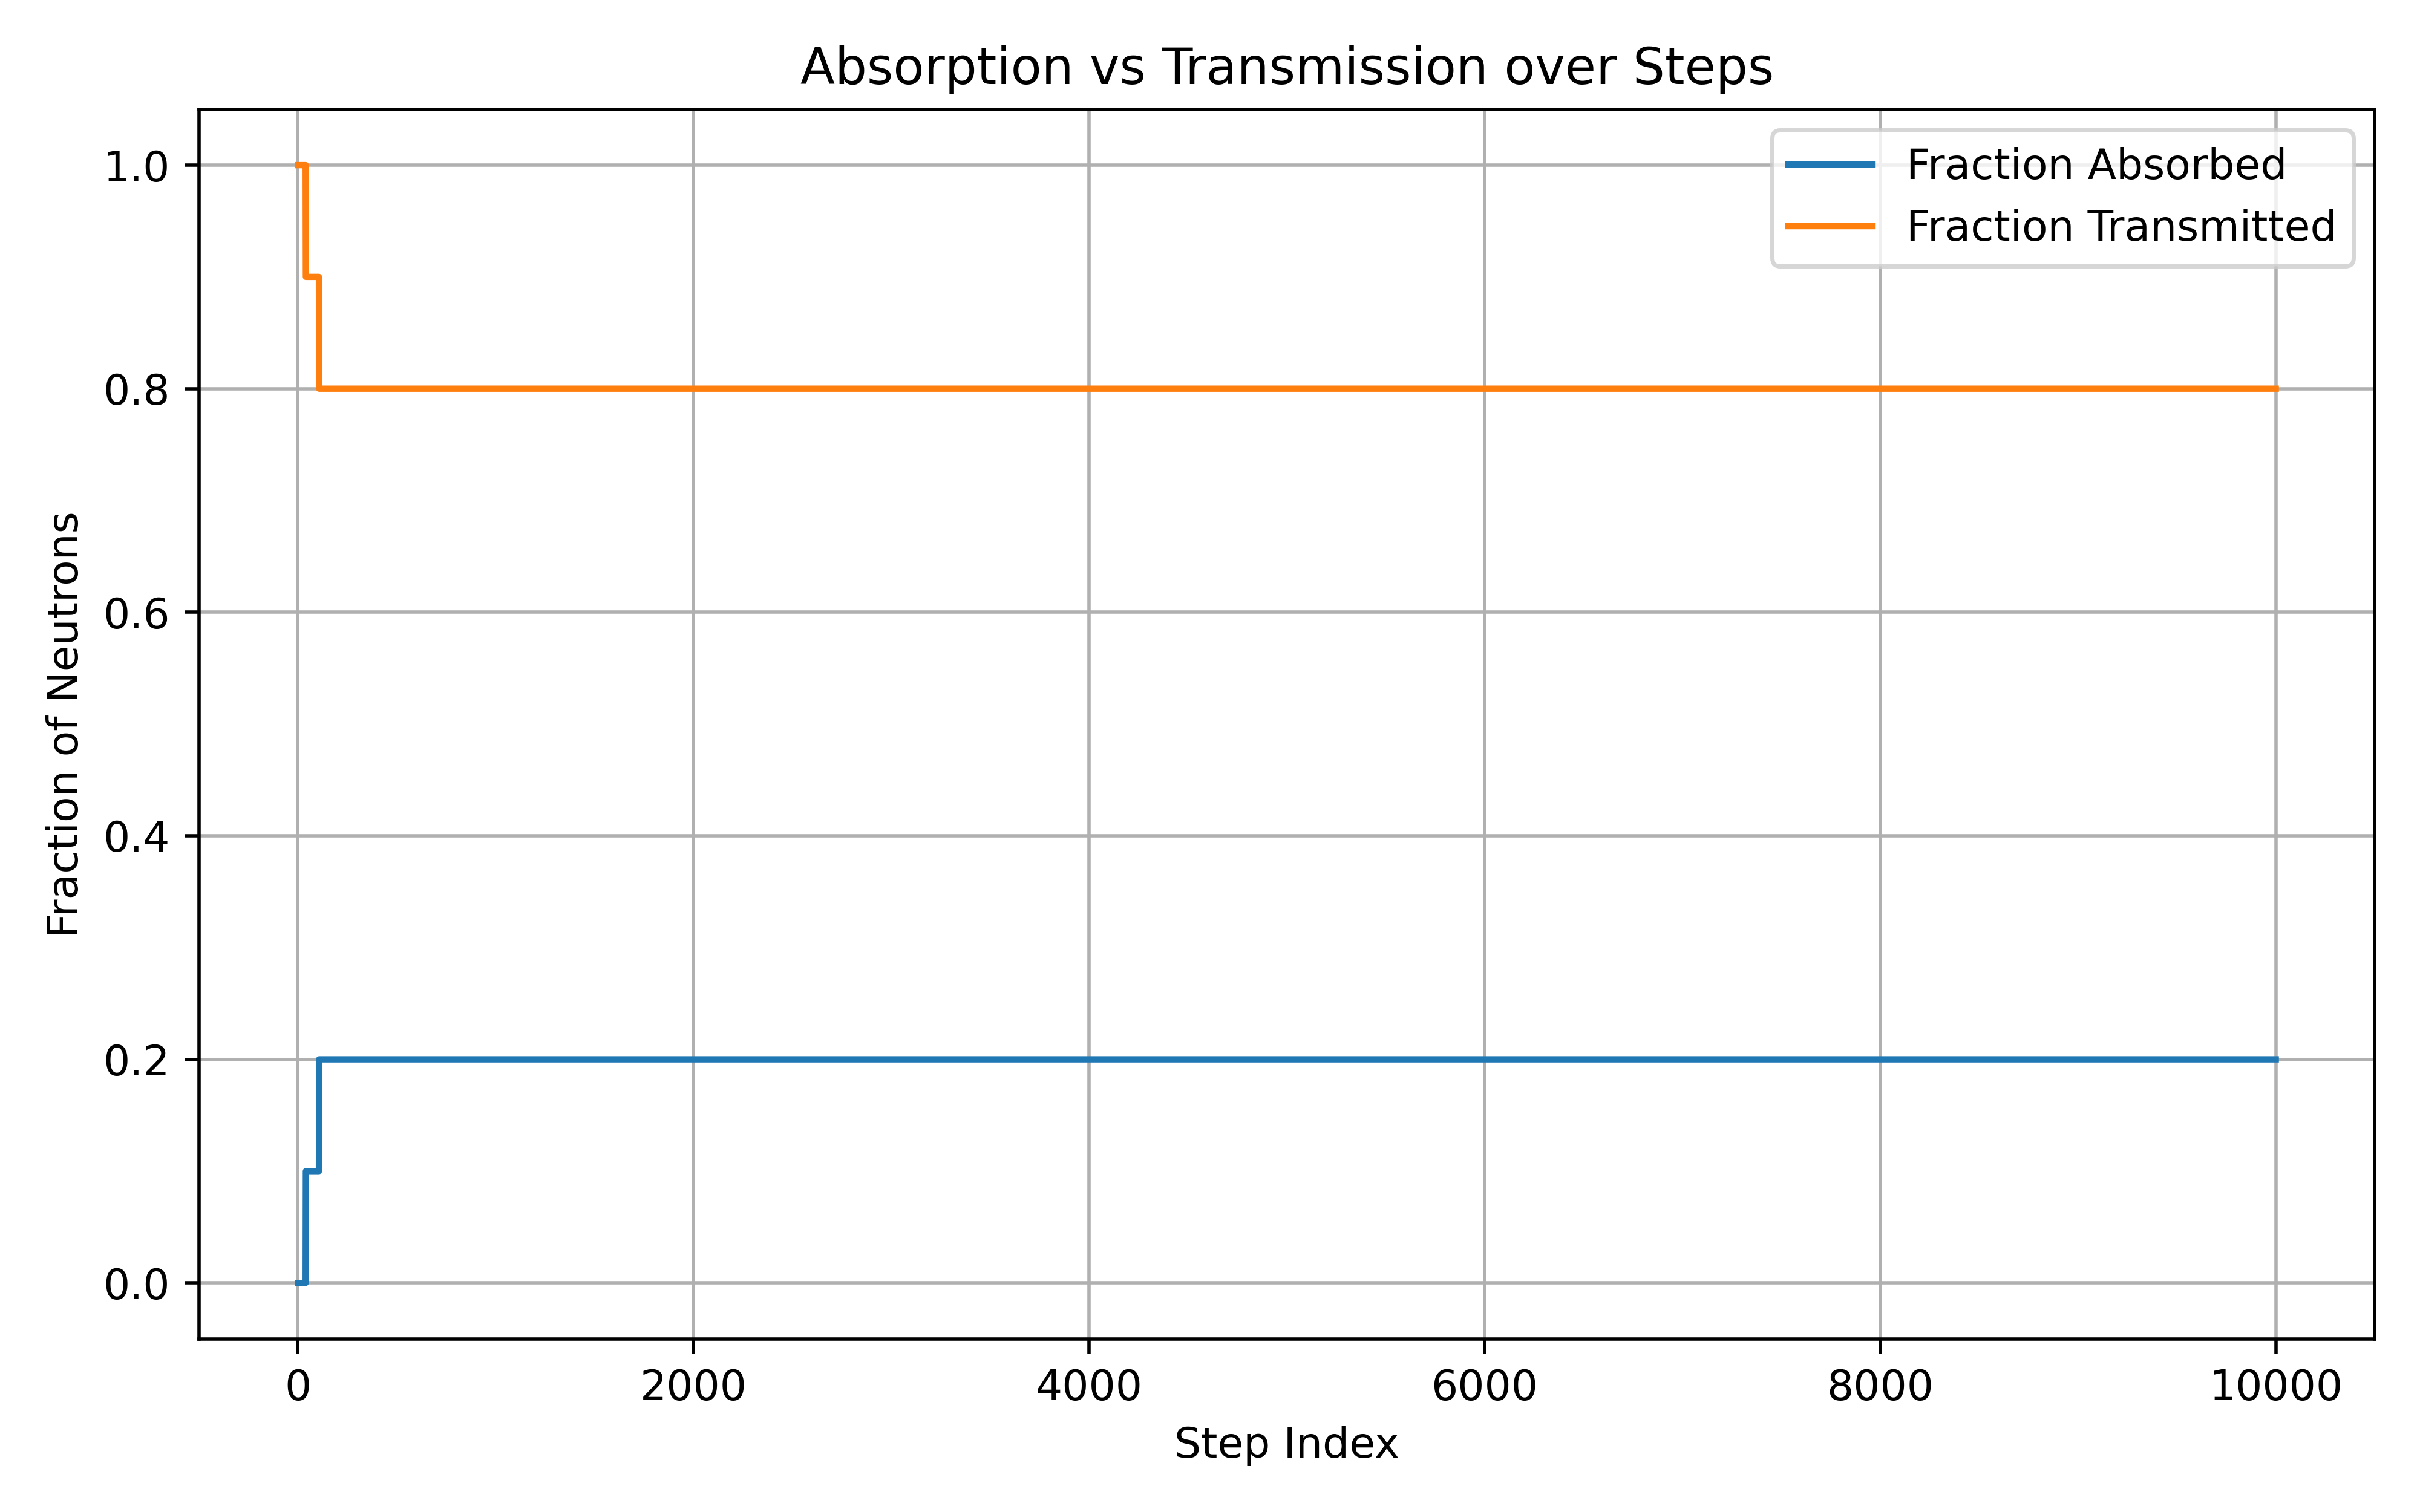 Absorption vs Transmission over Steps
Fraction Absorbed
Fraction Transmitted
Fraction of Neutrons
1.0
0.8
0.6
0.4
0.2
0.0
0 2000 4000 6000 8000 10000
Step Index